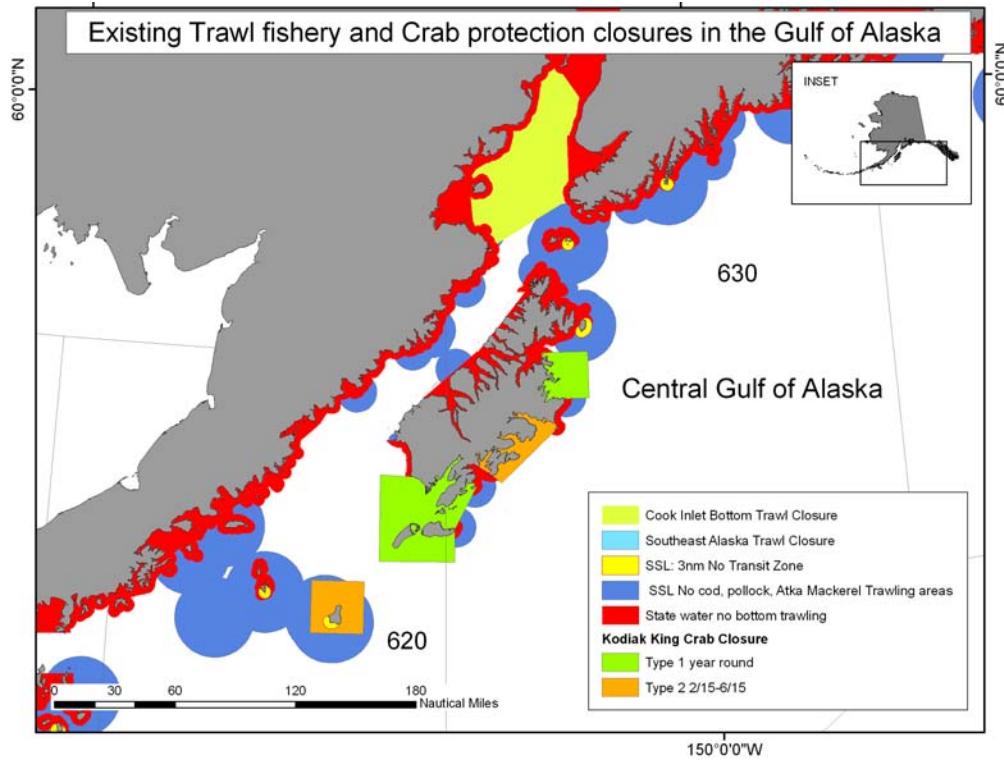 Existing Trawl fishery and Crab protection closures in the Gulf of Alaska
60°0'0"N
60°0'0"N
INSET
630
Central Gulf of Alaska
Cook Inlet Bottom Trawl Closure
Southeast Alaska Trawl Closure
SSL: 3nm No Transit Zone
SSL No cod, pollock, Atka Mackerel Trawling areas
State water no bottom trawling
Kodiak King Crab Closure
Type 1 year round
Type 2 2/15-6/15
620
0 30 60 120 180
Nautical Miles
150°0'0"W